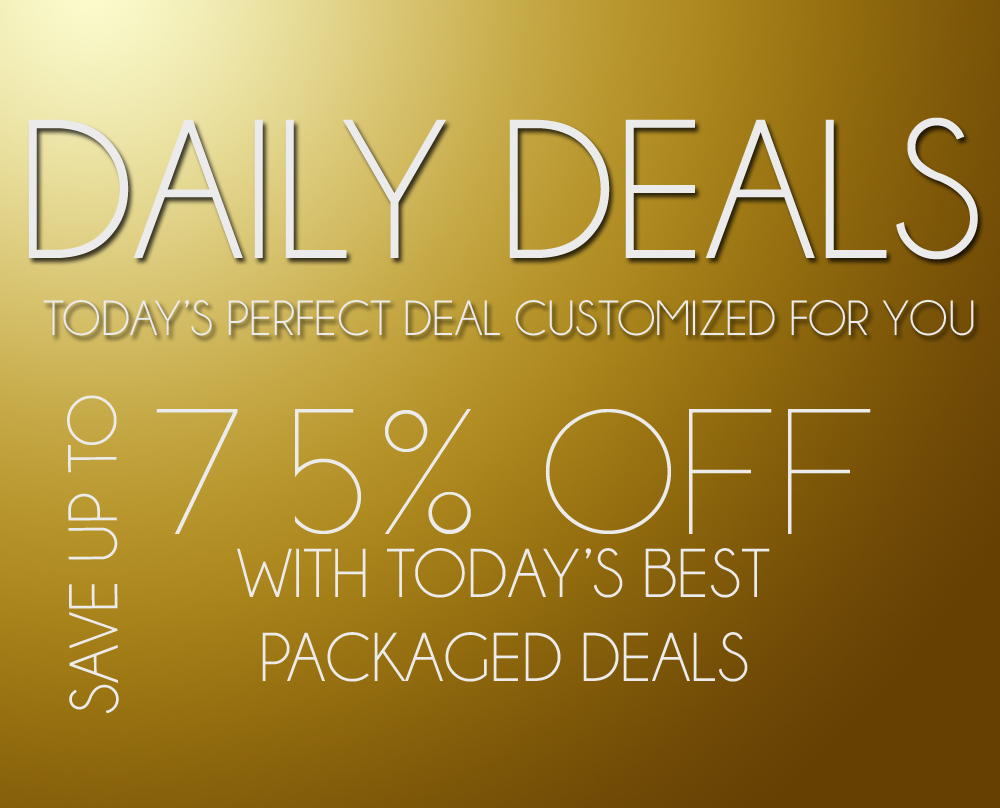 DAILY DEALS
TODAY'S PERFECT DEAL CUSTOMIZED FOR YOU
SAVE UP TO
75% OFF
WITH TODAY'S BEST
PACKAGED DEALS